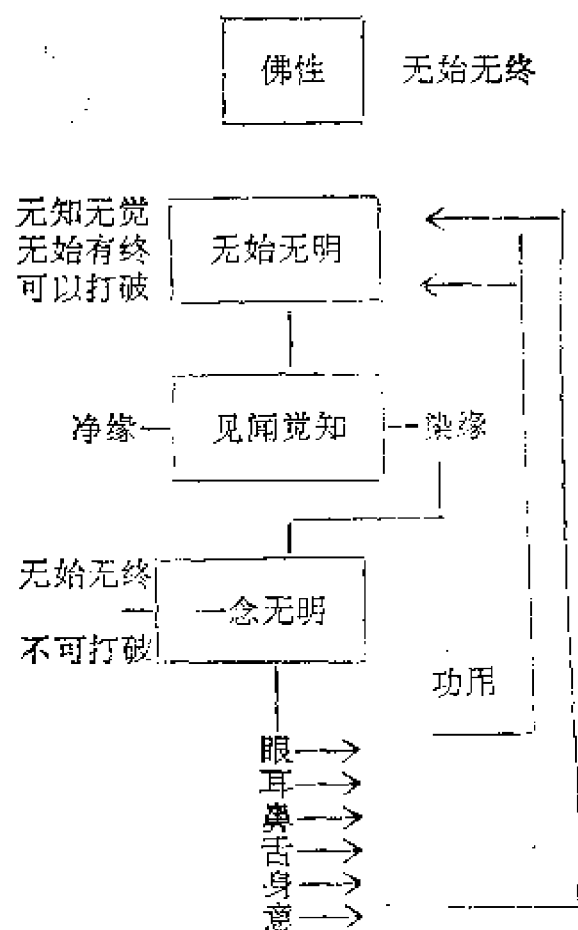 佛性 无始无终
无知无觉
无始有终
可以打破
无始无明
净缘
见闻觉知
染缘
无始无终
不可打破
一念无明
功用
眼
耳
鼻
舌
身
意